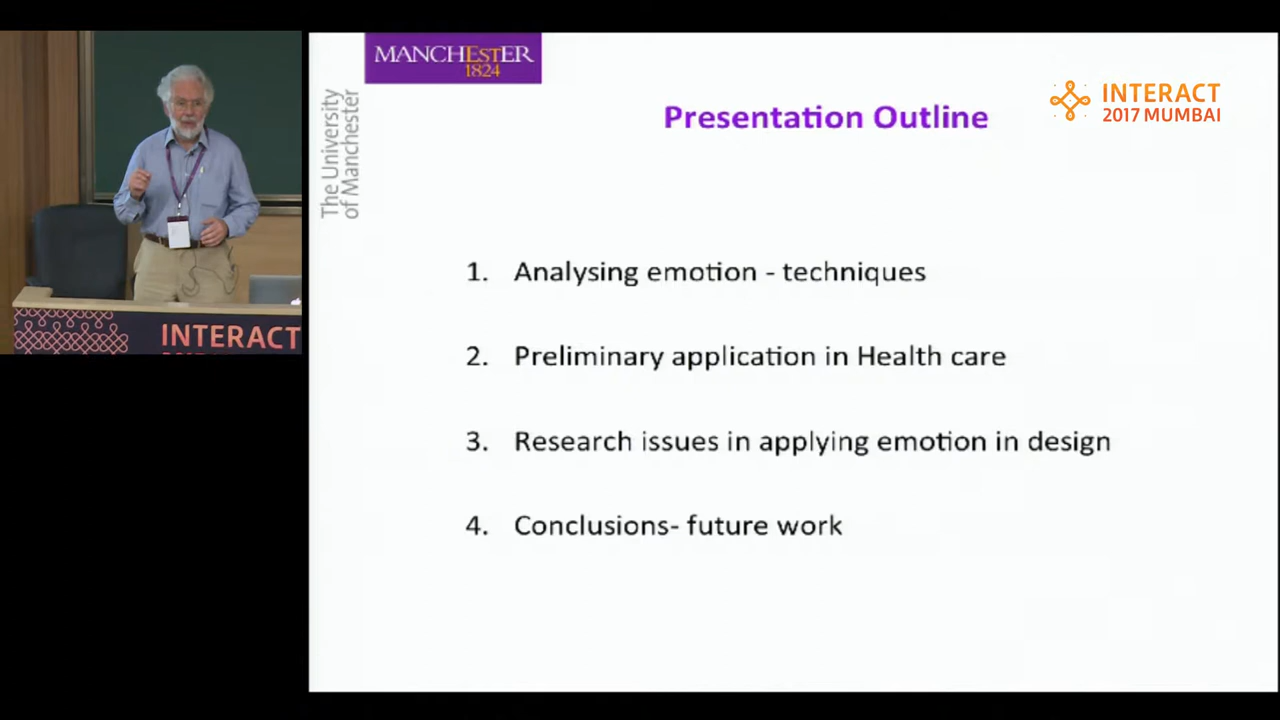 MANCHESTER
1824
The University
of Manchester
Presentation Outline
INTERACT
2017 MUMBAI
1. Analysing emotion - techniques
2. Preliminary application in Health care
3. Research issues in applying emotion in design
4. Conclusions- future work
INTERACT